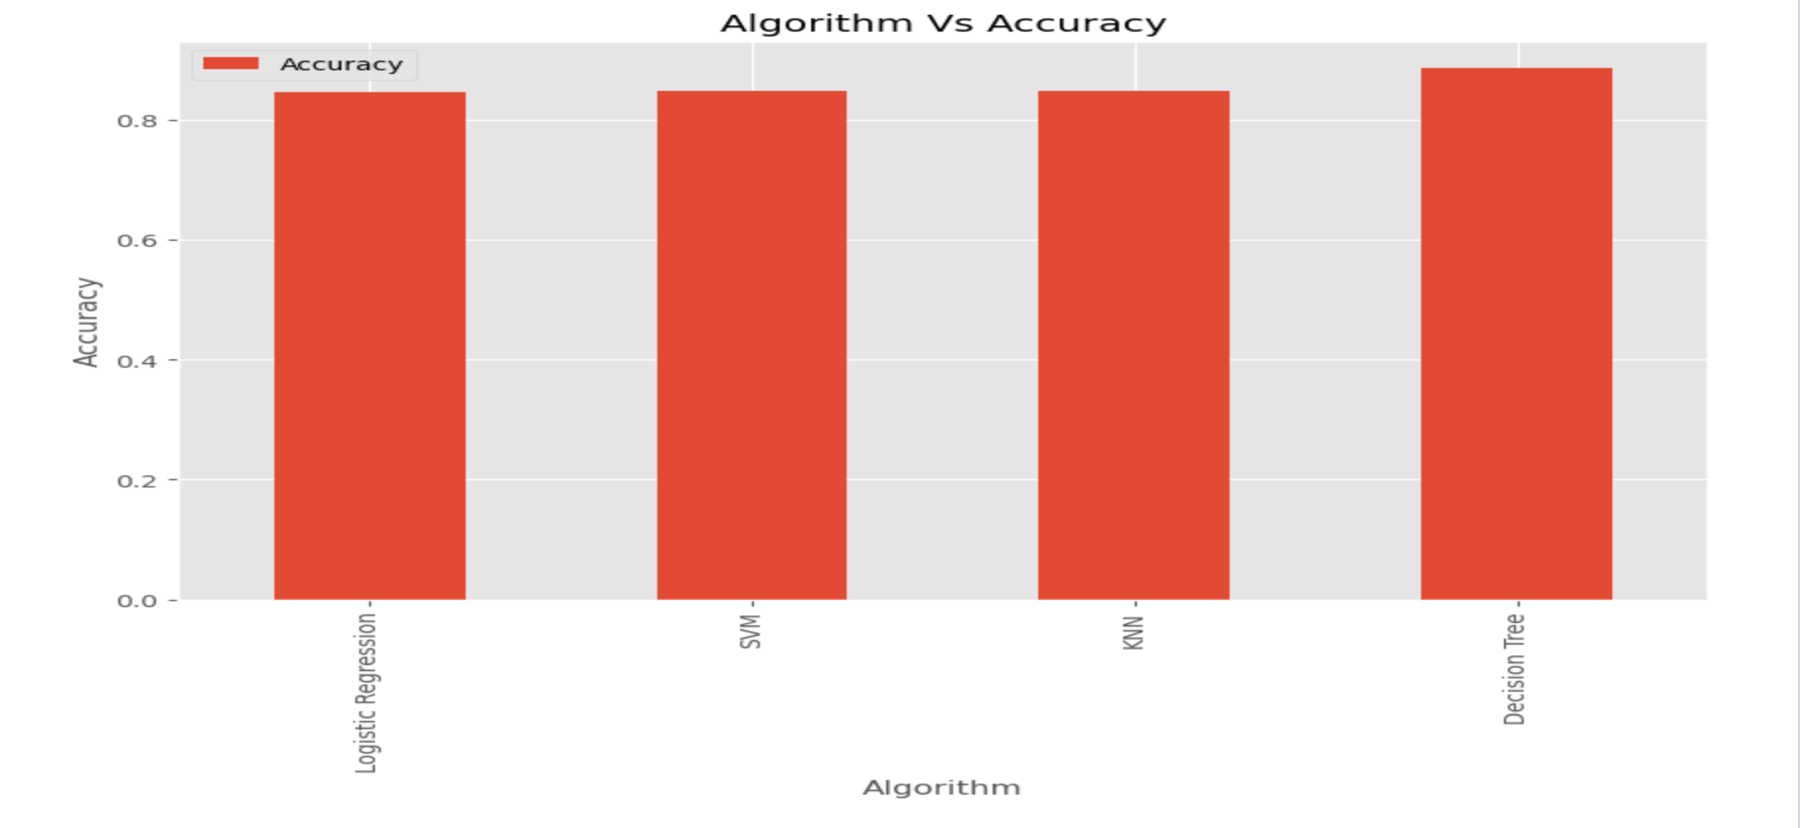 Algorithm Vs Accuracy
Accuracy
Accuracy
0.8
0.6
0.4
0.2
0.0
Logistic Regression
SVM
KNN
Decision Tree
Algorithm